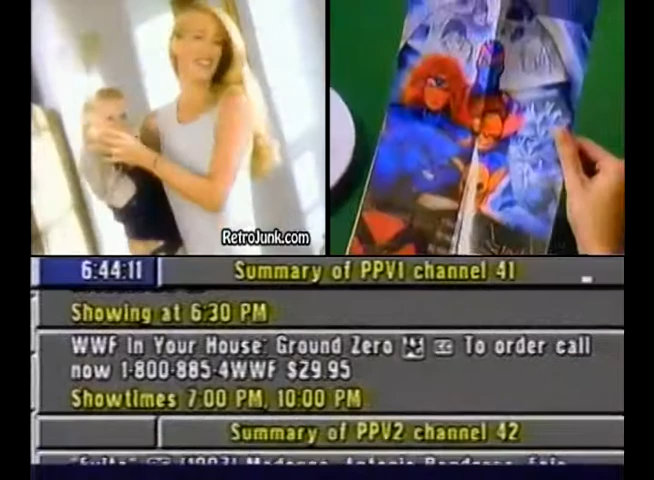 RetroJunk.com
6:44:11 Summary of PPV1 channel 41
Showing at 6:30 PM
WWF In Your House: Ground Zero CC To order call
now 1-800-885-4WWF $29.95
Showtimes 7:00 PM, 10:00 PM
Summary of PPV2 channel 42